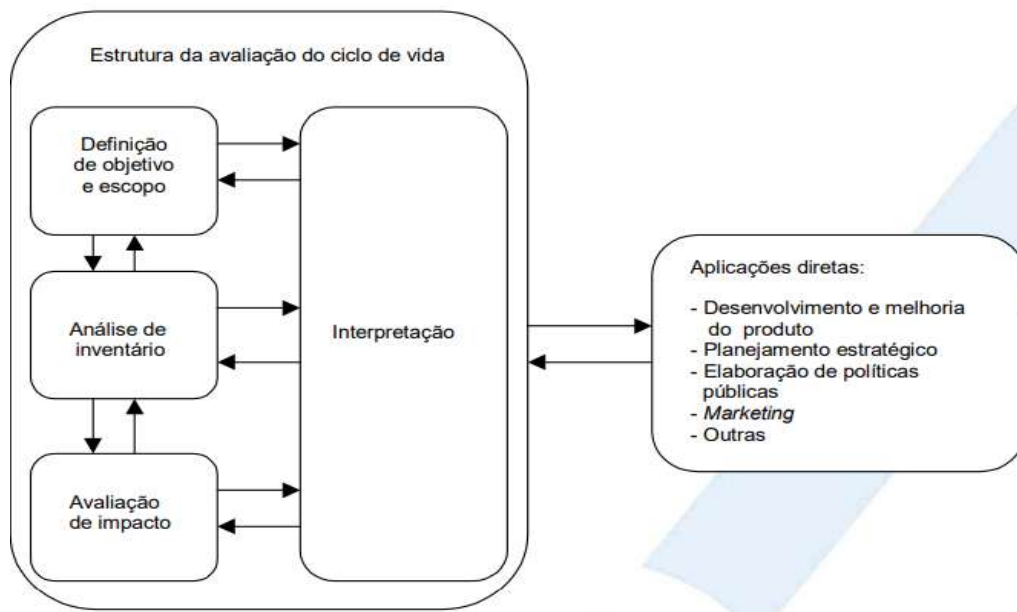 Estrutura da avaliação do ciclo de vida
Definição
de objetivo
e escopo
Análise de
inventário
Avaliação
de impacto
Interpretação
Aplicações diretas:
- Desenvolvimento e melhoria
do produto
- Planejamento estratégico
- Elaboração de políticas
públicas
- Marketing
- Outras